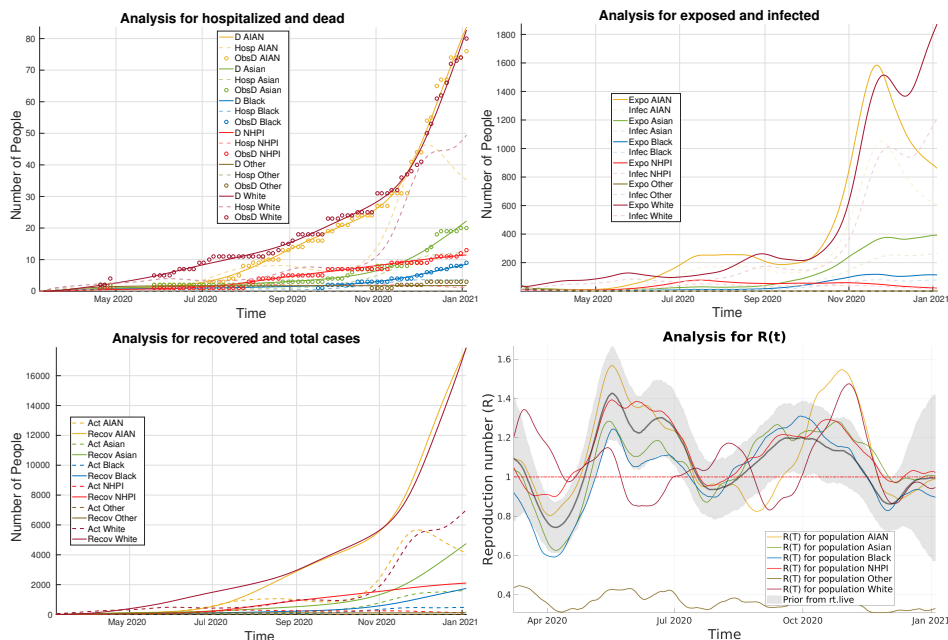 Analysis for hospitalized and dead
Number of People
80
70
60
50
40
30
20
10
0
D AIAN
Hosp AIAN
ObsD AIAN
D Asian
Hosp Asian
ObsD Asian
D Black
Hosp Black
ObsD Black
D NHPI
Hosp NHPI
ObsD NHPI
D Other
Hosp Other
ObsD Other
D White
Hosp White
ObsD White
May 2020
Jul 2020
Sep 2020
Nov 2020
Jan 2021
Time
Analysis for exposed and infected
Number of People
1800
1600
1400
1200
1000
800
600
400
200
Expo AIAN
Infec AIAN
Expo Asian
Infec Asian
Expo Black
Infec Black
Expo NHPI
Infec NHPI
Expo Other
Infec Other
Expo White
Infec White
May 2020
Jul 2020
Sep 2020
Nov 2020
Jan 2021
Time
Analysis for recovered and total cases
Number of People
16000
14000
12000
10000
8000
6000
4000
2000
0
Act AIAN
Recov AIAN
Act Asian
Recov Asian
Act Black
Recov Black
Act NHPI
Recov NHPI
Act Other
Recov Other
Act White
Recov White
May 2020
Jul 2020
Sep 2020
Nov 2020
Jan 2021
Time
Analysis for R(t)
Reproduction number (R)
1.6
1.4
1.2
1
0.8
0.6
0.4
R(T) for population AIAN
R(T) for population Asian
R(T) for population Black
R(T) for population NHPI
R(T) for population Other
R(T) for population White
Prior from rt.live
Apr 2020
Jul 2020
Oct 2020
Jan 2021
Time